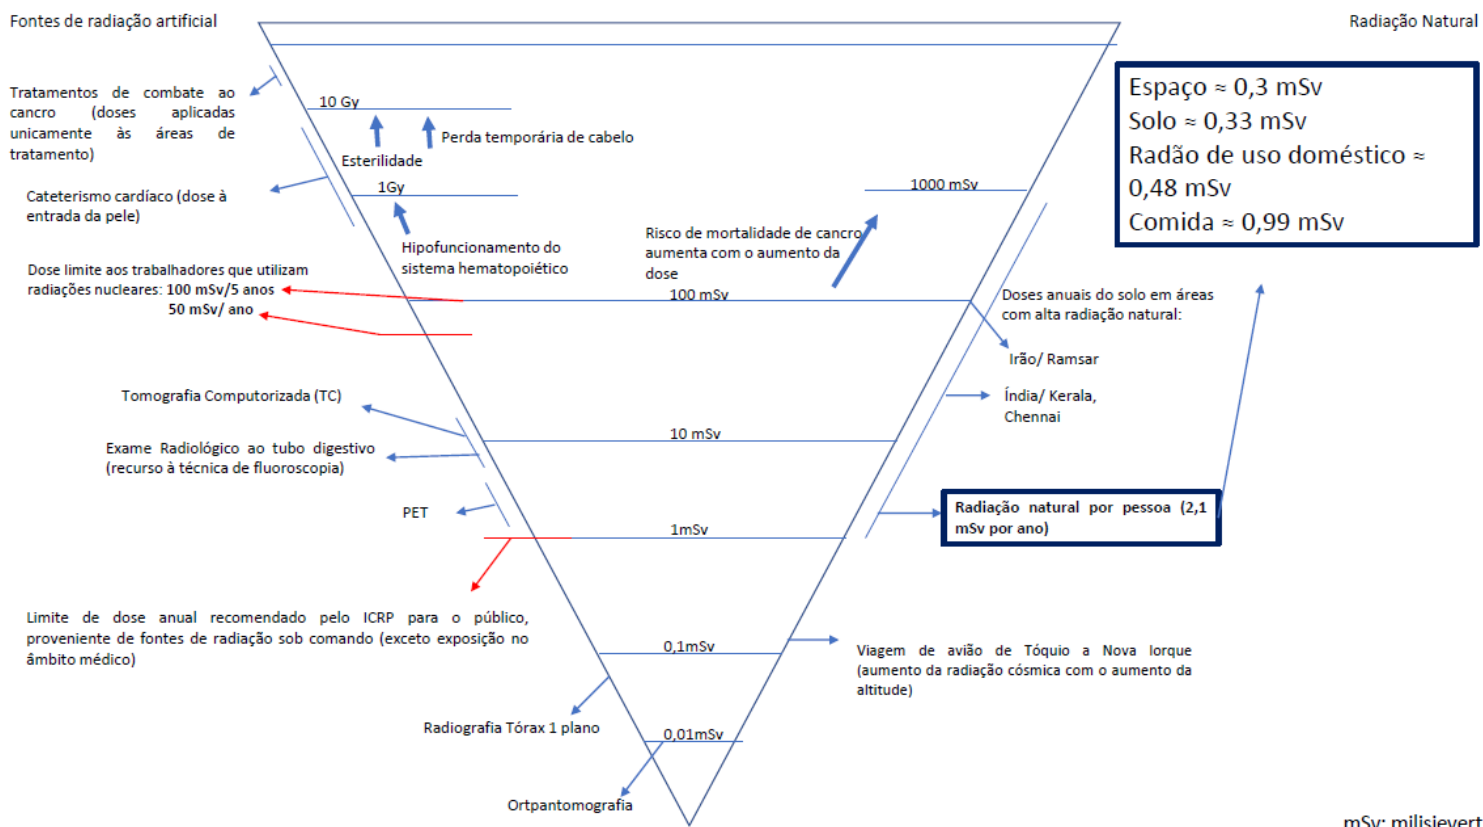 Fontes de radiação artificial
Radiação Natural
Tratamentos de combate ao
cancro (doses aplicadas
unicamente às áreas de
tratamento)
10 Gy
Esterilidade
Perda temporária de cabelo
Cateterismo cardíaco (dose à
entrada da pele)
1Gy
Hipofuncionamento do
sistema hematopoiético
1000 mSv
Risco de mortalidade de cancro
aumenta com o aumento da
dose
Espaço ≈ 0,3 mSv
Solo ≈ 0,33 mSv
Radão de uso doméstico ≈
0,48 mSv
Comida ≈ 0,99 mSv
Dose limite aos trabalhadores que utilizam
radiações nucleares: 100 mSv/5 anos
50 mSv/ ano
100 mSv
Doses anuais do solo em áreas
com alta radiação natural:
Irão/ Ramsar
Índia/ Kerala,
Chennai
Tomografia Computorizada (TC)
10 mSv
Exame Radiológico ao tubo digestivo
(recurso à técnica de fluoroscopia)
PET
Radiação natural por pessoa (2,1
mSv por ano)
1mSv
Limite de dose anual recomendado pelo ICRP para o público,
proveniente de fontes de radiação sob comando (exceto exposição no
âmbito médico)
0,1mSv
Viagem de avião de Tóquio a Nova Iorque
(aumento da radiação cósmica com o aumento da
altitude)
Radiografia Tórax 1 plano
0,01mSv
Ortpantomografia
mSv: milisievert